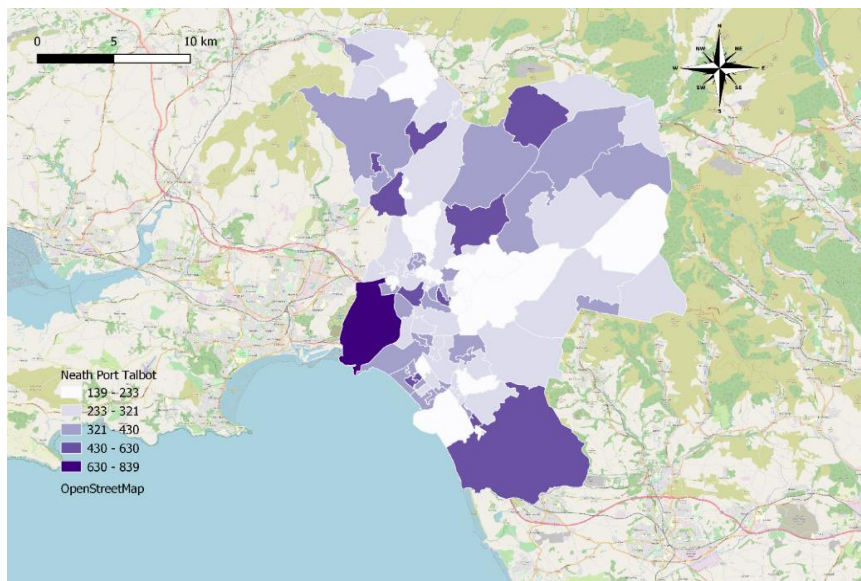 0 5 10 km
N
NW NE
W E
SW SE
S
Neath Port Talbot
139 - 233
233 - 321
321 - 430
430 - 630
630 - 839
OpenStreetMap